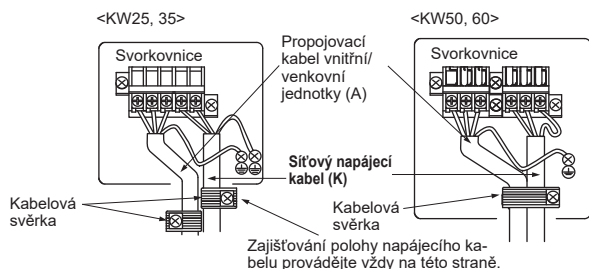 <KW25, 35>
<KW50, 60>
Svorkovnice
Propojovací
kabel vnitřní/
venkovní
jednotky (A)
Svorkovnice
Síťový napájecí
kabel (K)
Kabelová
svěrka
Kabelová
svěrka
Zajišťování polohy napájecího ka-
belu provádějte vždy na této straně.